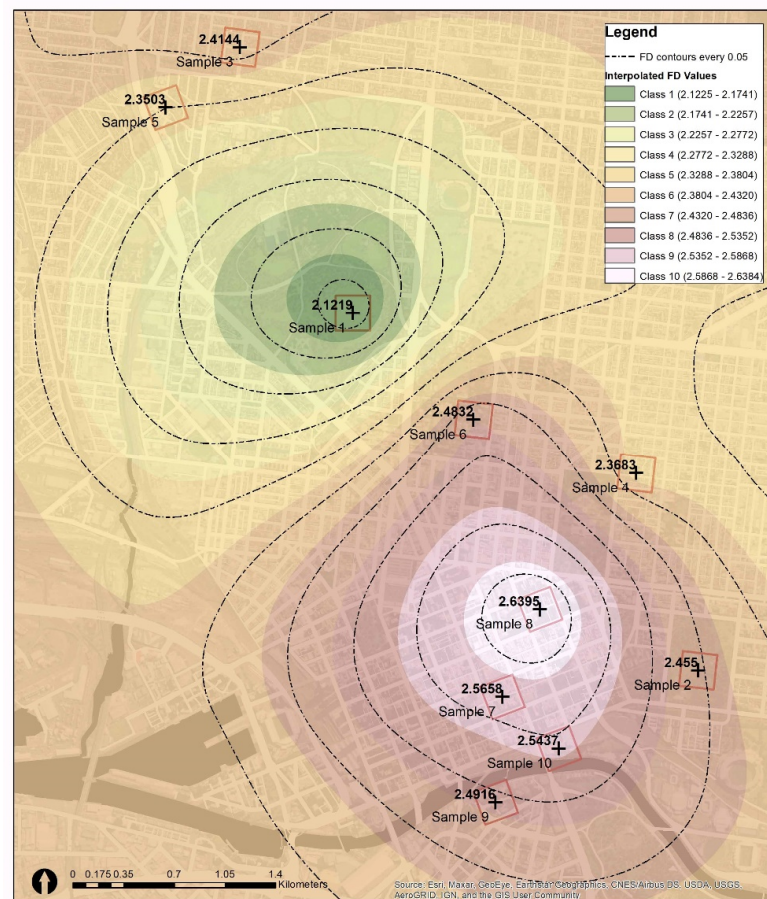 2.4144
Sample 3
2.3503
Sample 5
2.1219
Sample 1
2.4832
Sample 6
2.3683
Sample 4
2.6395
Sample 8
2.455
Sample 2
2.5658
Sample 7
2.5437
Sample 10
2.4916
Sample 9
Legend
FD contours every 0.05
Interpolated FD Values
Class 1 (2.1225 - 2.1741)
Class 2 (2.1741 - 2.2257)
Class 3 (2.2257 - 2.2772)
Class 4 (2.2772 - 2.3288)
Class 5 (2.3288 - 2.3804)
Class 6 (2.3804 - 2.4320)
Class 7 (2.4320 - 2.4836)
Class 8 (2.4836 - 2.5352)
Class 9 (2.5352 - 2.5868)
Class 10 (2.5868 - 2.6384)
0 0.175 0.35 0.7 1.05 1.4
Kilometers
Source: Esri, Maxar, GeoEye, Earthstar Geographics, CNES/Airbus DS, USDA, USGS,
AeroGRID, IGN, and the GIS User Community